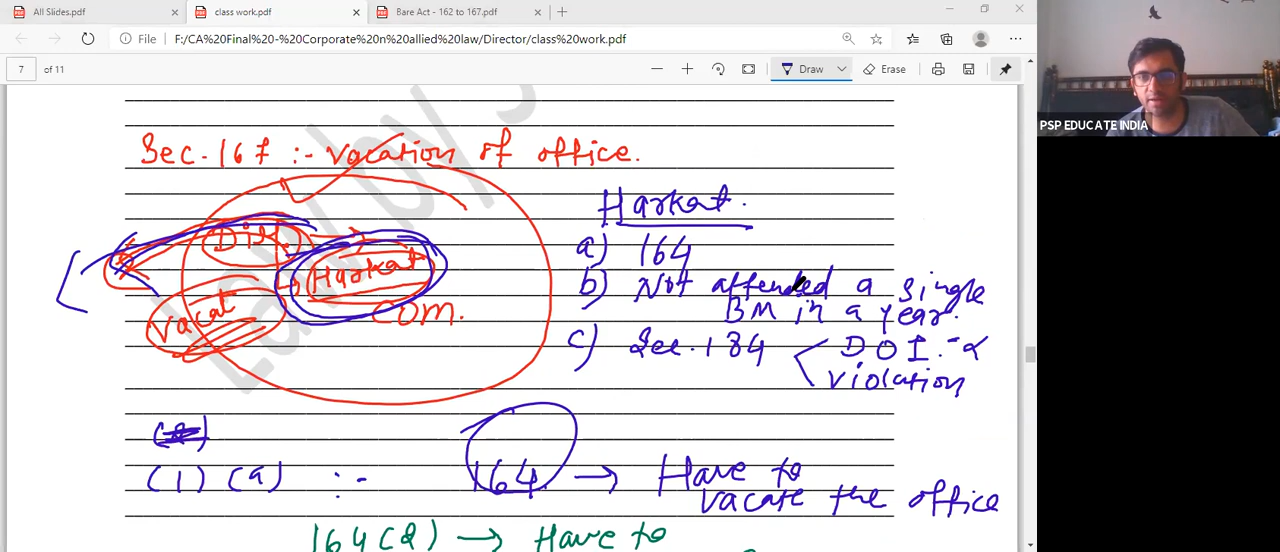 All Slides.pdf
class work.pdf
Bare Act - 162 to 167.pdf
File
F:/CA%20Final%20-%20Corporate%20n%20allied%20law/Director/class%20work.pdf
7 of 11
Draw
Erase
PSP EDUCATE INDIA
Law by S
Sec. 167 :- Vacation of office.
Dir.
Harkat
Vacat
COM.
Harkat.
a) 164
b) Not attended a single
BM in a year.
c) Sec. 184 DOI. -
violation
(1) (a) :- 164 → Have to
vacate the office
164(2) → Have to